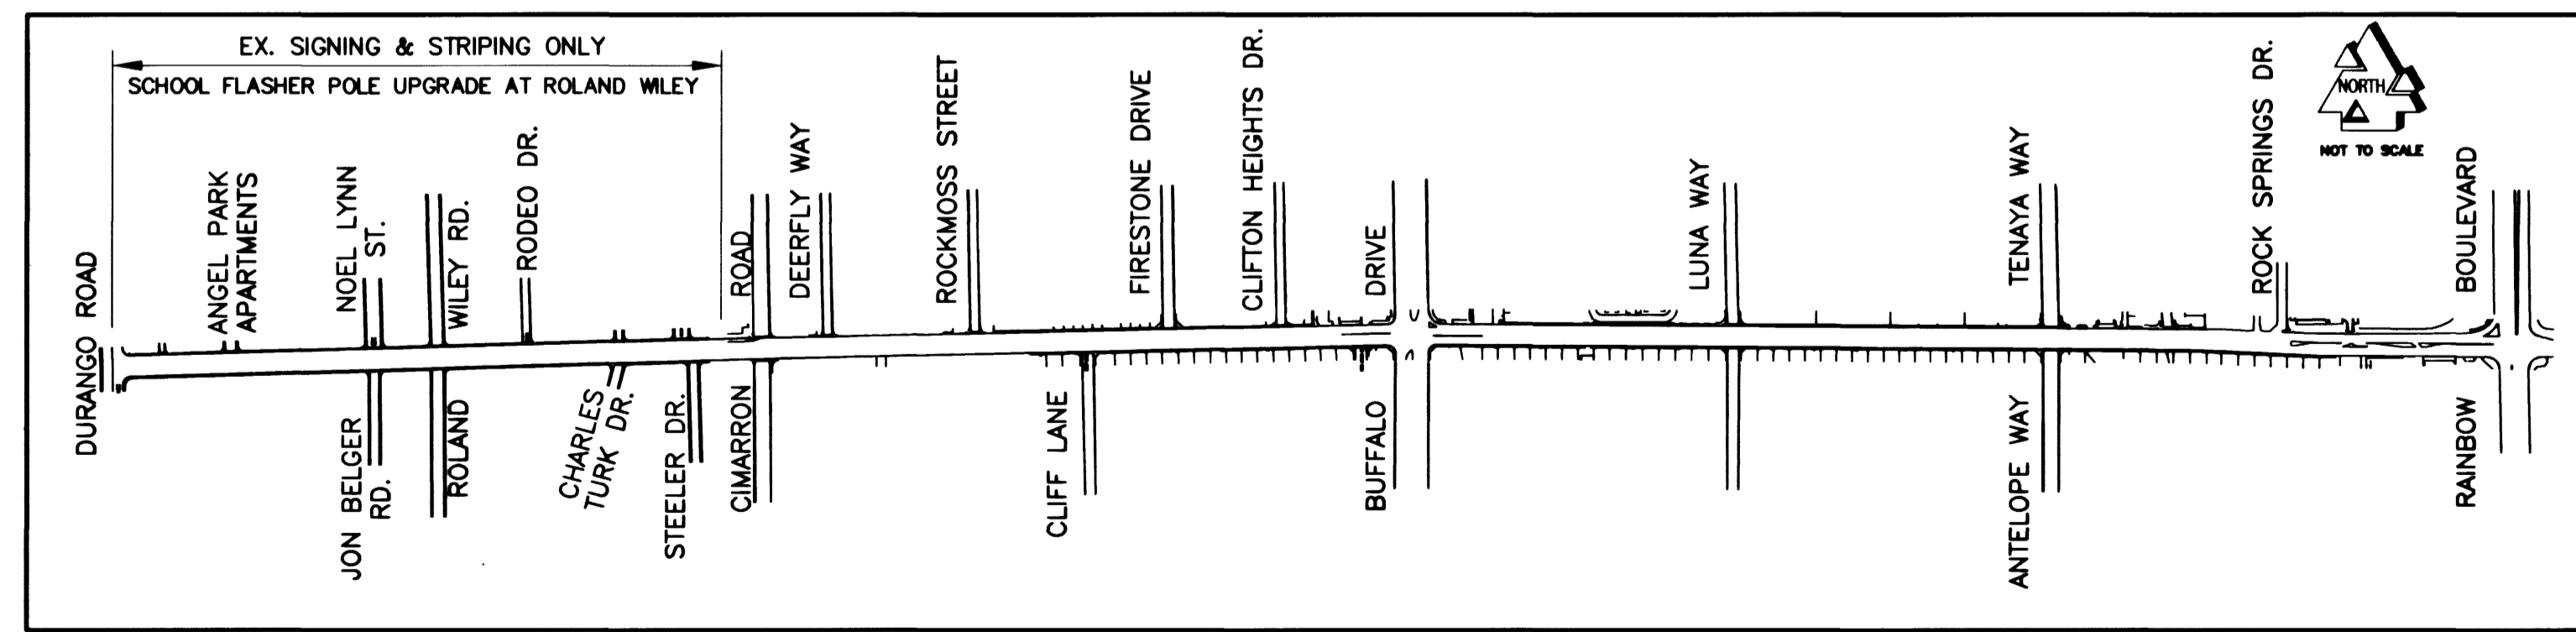 EX. SIGNING & STRIPING ONLY
SCHOOL FLASHER POLE UPGRADE AT ROLAND WILEY
DURANGO ROAD
ANGEL PARK
APARTMENTS
NOEL LYNN
ST.
WILEY RD.
RODEO DR.
ROAD
DEERFLY WAY
ROCKMOSS STREET
FIRESTONE DRIVE
CLIFTON HEIGHTS DR.
DRIVE
LUNA WAY
TENAYA WAY
ROCK SPRINGS DR.
NORTH
NOT TO SCALE
BOULEVARD
JON BELGER
RD.
ROLAND
CHARLES
TURK DR.
STEELER DR.
CIMARRON
CLIFF LANE
BUFFALO
ANTELOPE WAY
RAINBOW